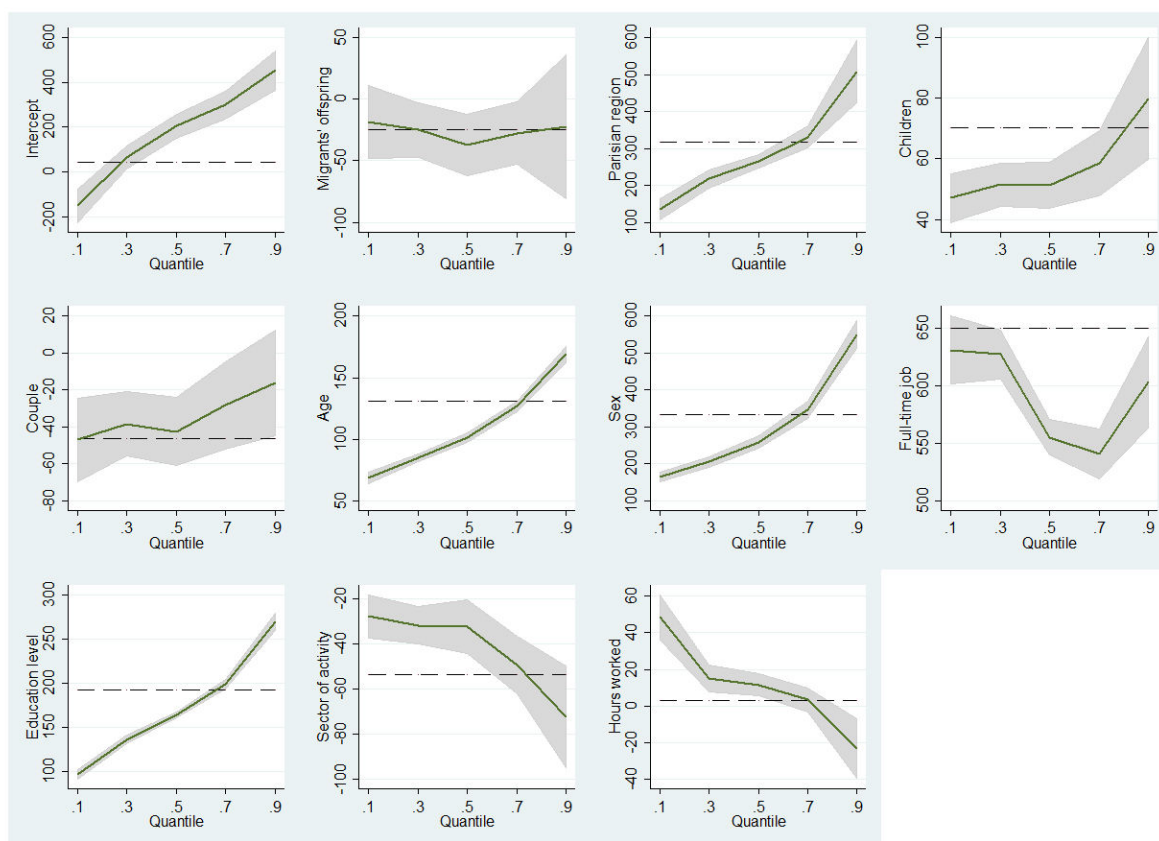 Intercept
600
400
200
0
-200
.1 .3 .5 .7 .9
Quantile
Migrants' offspring
50
0
-50
-100
.1 .3 .5 .7 .9
Quantile
Parisian region
600
500
400
300
200
100
.1 .3 .5 .7 .9
Quantile
Children
100
80
60
40
.1 .3 .5 .7 .9
Quantile
Couple
20
0
-20
-40
-60
-80
.1 .3 .5 .7 .9
Quantile
Age
200
150
100
50
.1 .3 .5 .7 .9
Quantile
Sex
600
500
400
300
200
100
.1 .3 .5 .7 .9
Quantile
Full-time job
650
600
550
500
.1 .3 .5 .7 .9
Quantile
Education level
300
250
200
150
100
.1 .3 .5 .7 .9
Quantile
Sector of activity
-20
-40
-60
-80
-100
.1 .3 .5 .7 .9
Quantile
Hours worked
60
40
20
0
-20
-40
.1 .3 .5 .7 .9
Quantile